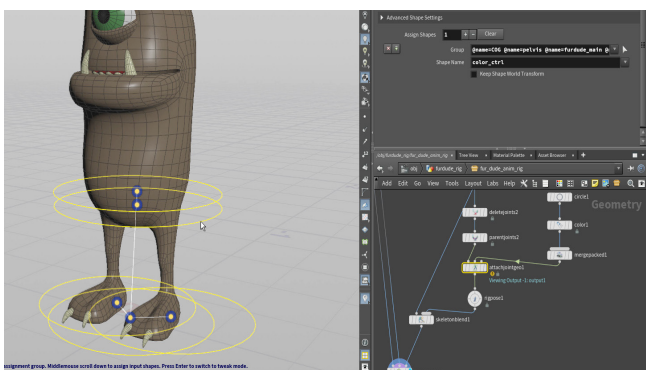 Advanced Shape Settings
Assign Shapes 1 + - Clear
Group @name=COG @name=pelvis @name=furdude_main @
Shape Name color_ctrl
Keep Shape World Transform
/obj/furdude_rig/fur_dude_anim_rig × Tree View × Material Palette × Asset Browser × +
obj furdude_rig fur_dude_anim_rig
Add Edit Go View Tools Layout Labs Help
Geometry
circle1
deletejoints2
color1
parentjoints2
mergepacked1
attachjointgeo1
Viewing Output -1: output1
rigpose1
skeletonblend1
assignment group. Middlemouse scroll down to assign input shapes. Press Enter to switch to tweak mode.